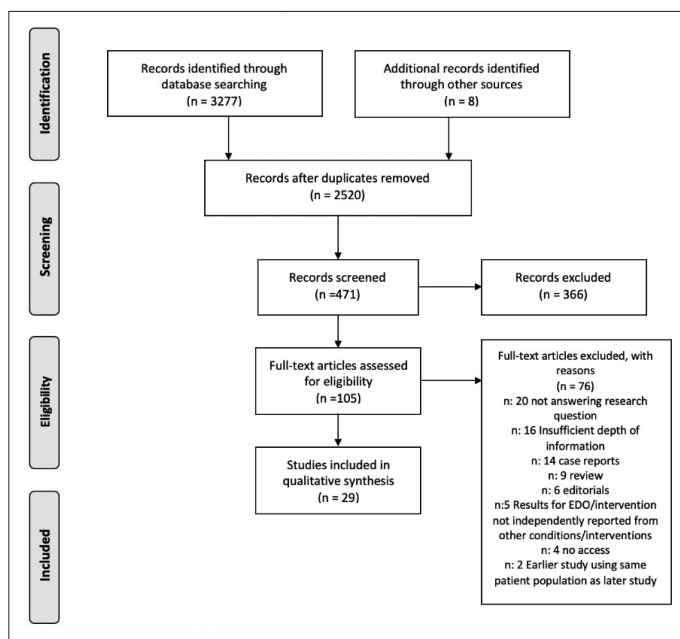 Identification
Records identified through
database searching
(n = 3277)
Additional records identified
through other sources
(n = 8)
Records after duplicates removed
(n = 2520)
Screening
Records screened
(n =471)
Records excluded
(n = 366)
Eligibility
Full-text articles assessed
for eligibility
(n =105)
Full-text articles excluded, with
reasons
(n = 76)
n: 20 not answering research
question
n: 16 Insufficient depth of
information
n: 14 case reports
n: 9 review
n: 6 editorials
n:5 Results for EDO/intervention
not independently reported from
other conditions/interventions
n: 4 no access
n: 2 Earlier study using same
patient population as later study
Included
Studies included in
qualitative synthesis
(n = 29)